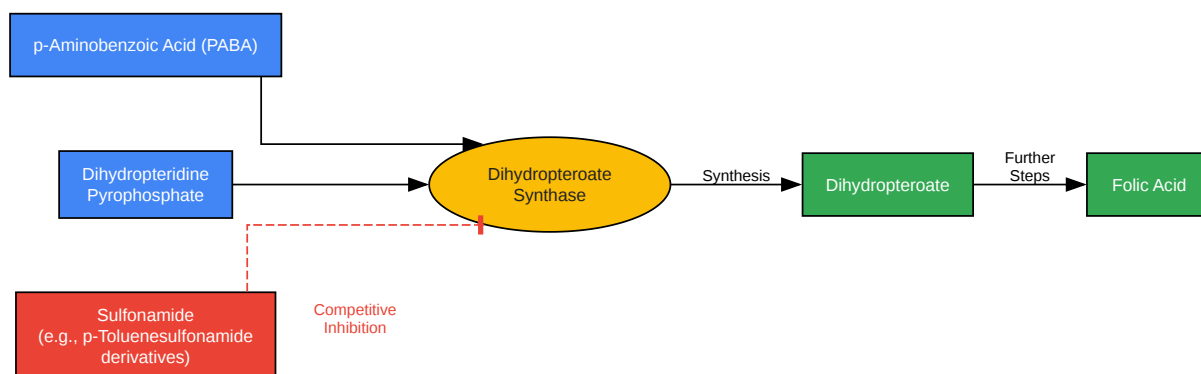 p-Aminobenzoic Acid (PABA)
Dihydropteridine
Pyrophosphate
Dihydropteroate
Synthase
Synthesis
Dihydropteroate
Further
Steps
Folic Acid
Sulfonamide
(e.g., p-Toluenesulfonamide
derivatives)
Competitive
Inhibition